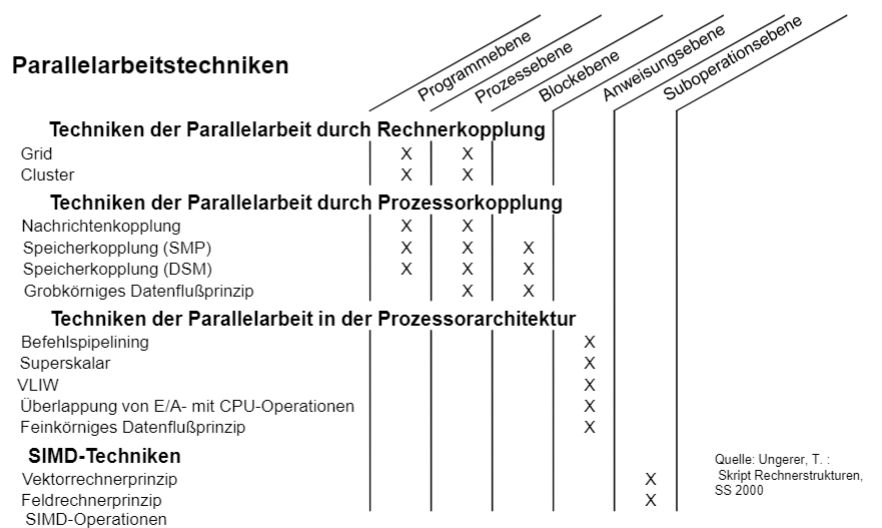 Parallelarbeitstechniken
Programmebene
Prozessebene
Blockebene
Anweisungsebene
Suboperationsebene
Techniken der Parallelarbeit durch Rechnerkopplung
Grid X X
Cluster X X
Techniken der Parallelarbeit durch Prozessorkopplung
Nachrichtenkopplung X X
Speicherkopplung (SMP) X X X
Speicherkopplung (DSM) X X X
Grobkörniges Datenflußprinzip X X
Techniken der Parallelarbeit in der Prozessorarchitektur
Befehlspipelining X
Superskalar X
VLIW X
Überlappung von E/A- mit CPU-Operationen X
Feinkörniges Datenflußprinzip X
SIMD-Techniken
Vektorrechnerprinzip X
Feldrechnerprinzip X
SIMD-Operationen
Quelle: Ungerer, T. :
Skript Rechnerstrukturen,
SS 2000